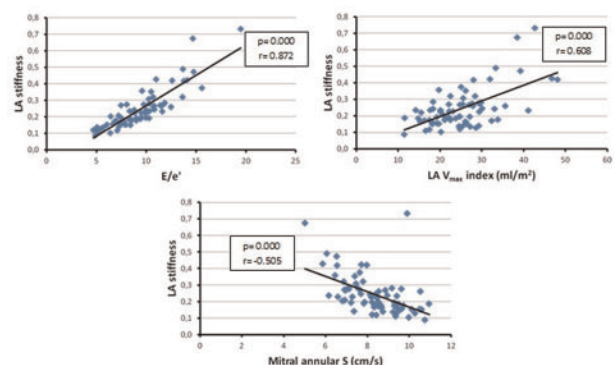 LA stiffness
0,8
0,7
0,6
0,5
0,4
0,3
0,2
0,1
0,0
p=0.000
r=0.872
0 5 10 15 20 25
E/e'
LA stiffness
0,8
0,7
0,6
0,5
0,4
0,3
0,2
0,1
0,0
p=0.000
r=0.608
0 20 40 60
LA Vmax index (ml/m²)
LA stiffness
0,8
0,7
0,6
0,5
0,4
0,3
0,2
0,1
0,0
p=0.000
r=-0.505
0 2 4 6 8 10 12
Mitral annular S (cm/s)